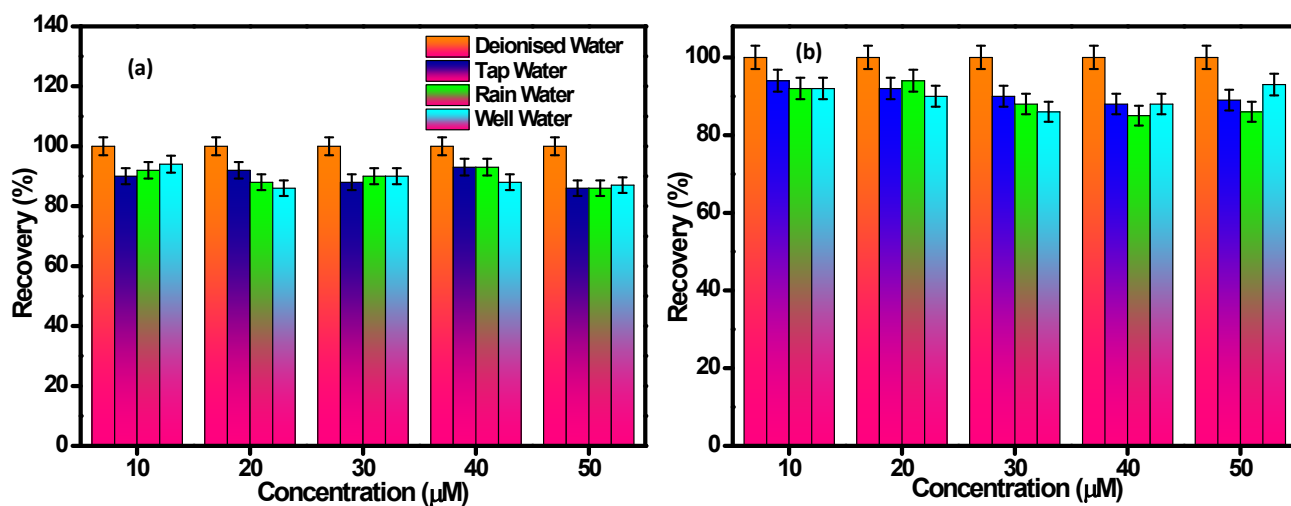 140
120
100
80
60
40
20
0
Recovery (%)
(a)
Deionised Water
Tap Water
Rain Water
Well Water
10 20 30 40 50
Concentration (μM)
100
80
60
40
20
0
Recovery (%)
(b)
10 20 30 40 50
Concentration (μM)